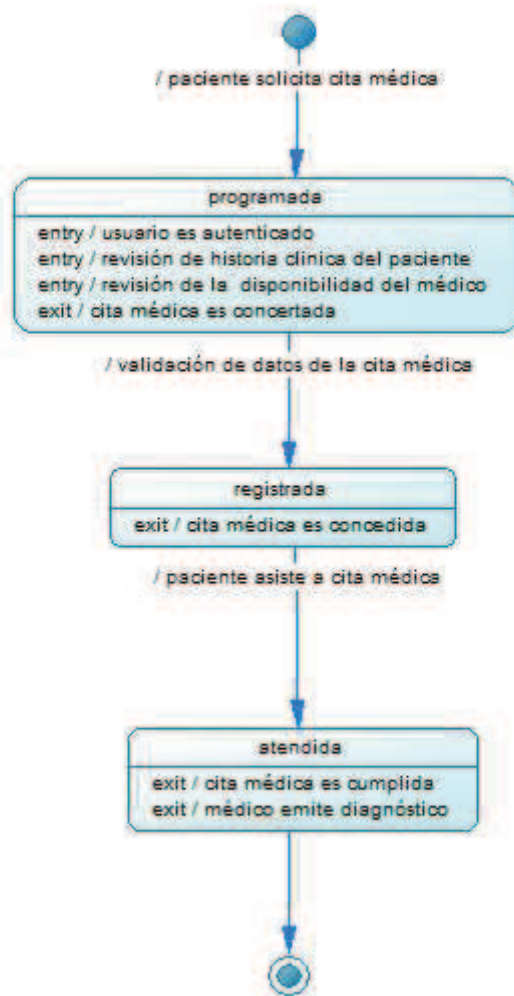 / paciente solicita cita médica
programada
entry / usuario es autenticado
entry / revisión de historia clinica del paciente
entry / revisión de la disponibilidad del médico
exit / cita médica es concertada
/ validación de datos de la cita médica
registrada
exit / cita médica es concedida
/ paciente asiste a cita médica
atendida
exit / cita médica es cumplida
exit / médico emite diagnóstico